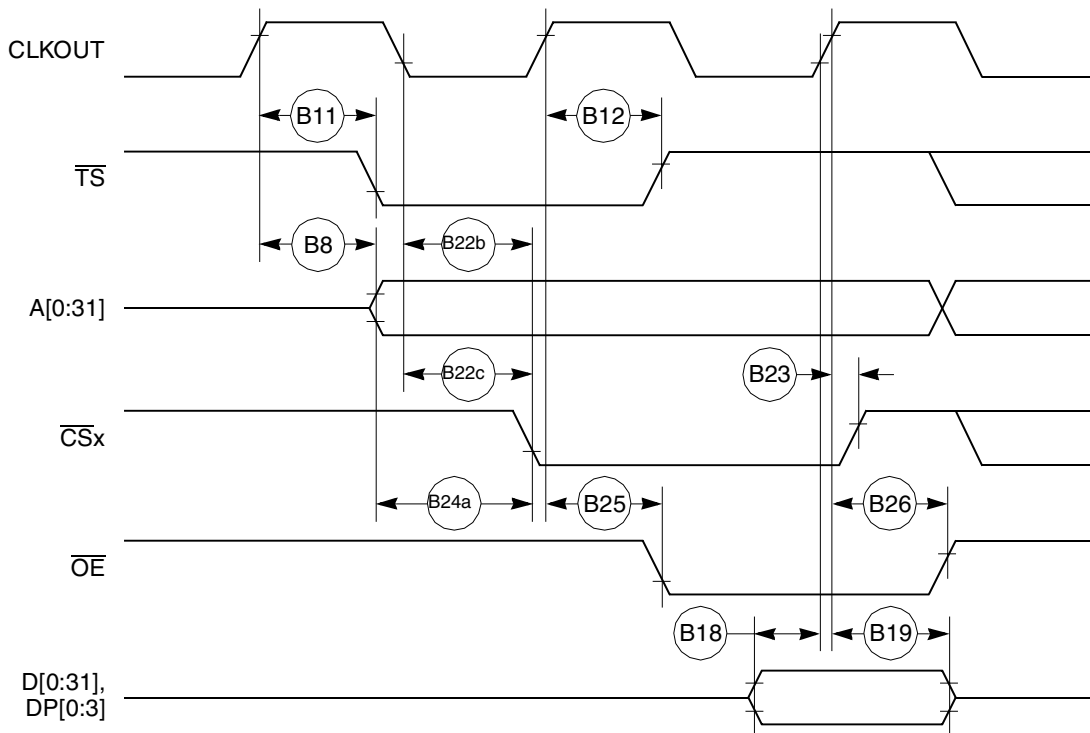 CLKOUT
B11
B12
TS
B8
B22b
A[0:31]
B22c
B23
CSx
B24a
B25
B26
OE
B18
B19
D[0:31],
DP[0:3]